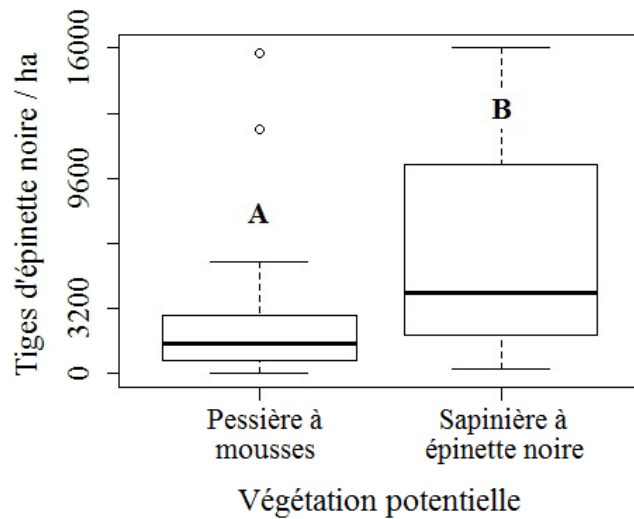 Tiges d'épinette noire / ha
16000
9600
3200
0
A
B
Pessière à
mousses
Sapinière à
épinette noire
Végétation potentielle